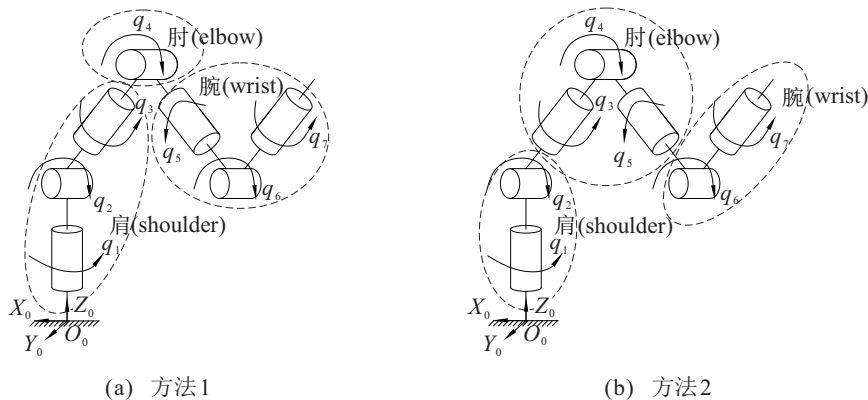 q₄
肘(elbow)
腕(wrist)
q₃
q₅
q₇
q₂
q₆
肩(shoulder)
q₁
X₀
Z₀
Y₀
O₀
(a) 方法1
q₄
肘(elbow)
腕(wrist)
q₃
q₅
q₇
q₂
q₆
肩(shoulder)
q₁
X₀
Z₀
Y₀
O₀
(b) 方法2